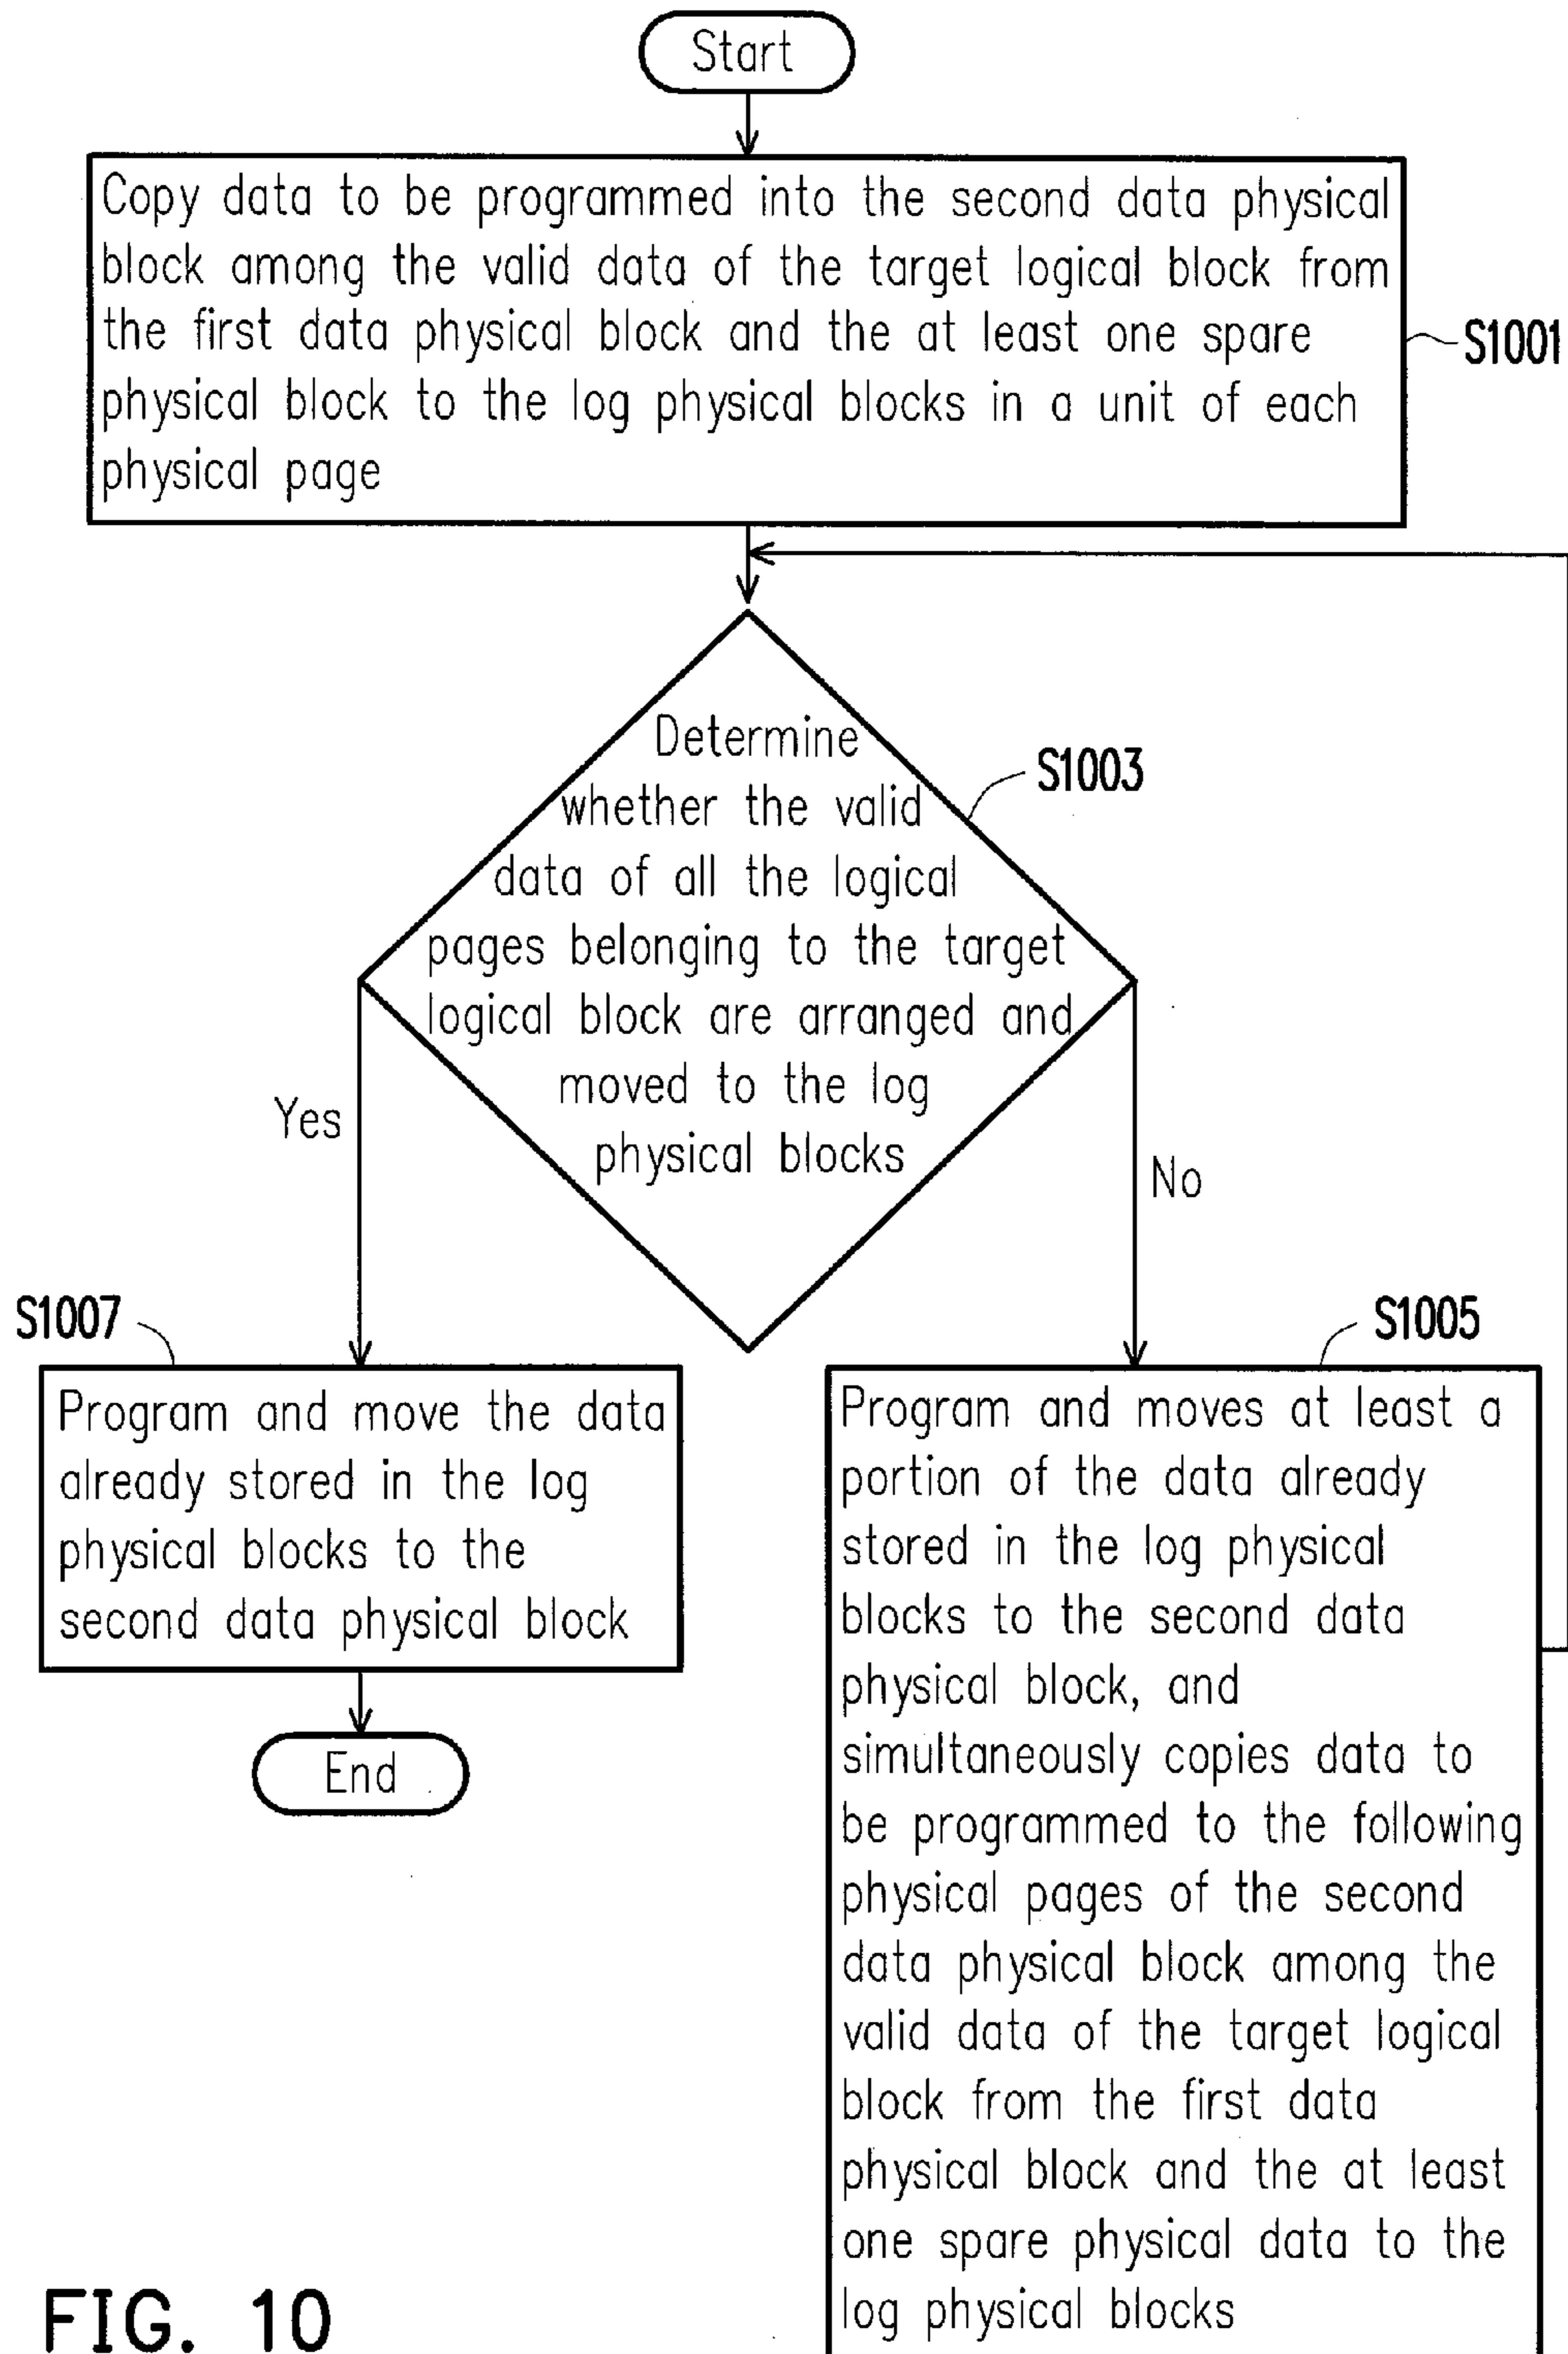 Start
Copy data to be programmed into the second data physical
block among the valid data of the target logical block from
the first data physical block and the at least one spare
physical block to the log physical blocks in a unit of each
physical page
S1001
Determine
whether the valid
data of all the logical
pages belonging to the target
logical block are arranged and
moved to the log
physical blocks
S1003
Yes
No
S1007
Program and move the data
already stored in the log
physical blocks to the
second data physical block
End
S1005
Program and moves at least a
portion of the data already
stored in the log physical
blocks to the second data
physical block, and
simultaneously copies data to
be programmed to the following
physical pages of the second
data physical block among the
valid data of the target logical
block from the first data
physical block and the at least
one spare physical data to the
log physical blocks
FIG. 10